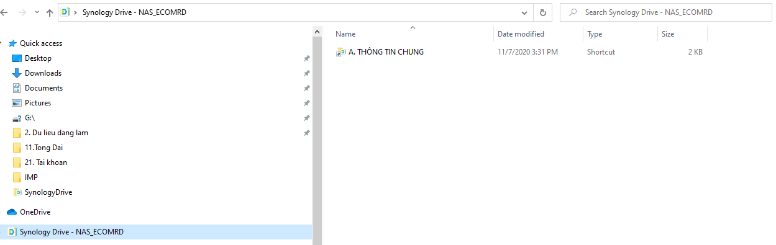 Synology Drive - NAS_ECOMRD
Search Synology Drive - NAS_ECOMRD
Name Date modified Type Size
Quick access
A. THÔNG TIN CHUNG 11/7/2020 3:31 PM Shortcut 2 KB
Desktop
Downloads
Documents
Pictures
G:\
2. Du lieu dang lam
11.Tong Dai
21. Tai khoan
IMP
SynologyDrive
OneDrive
Synology Drive - NAS_ECOMRD